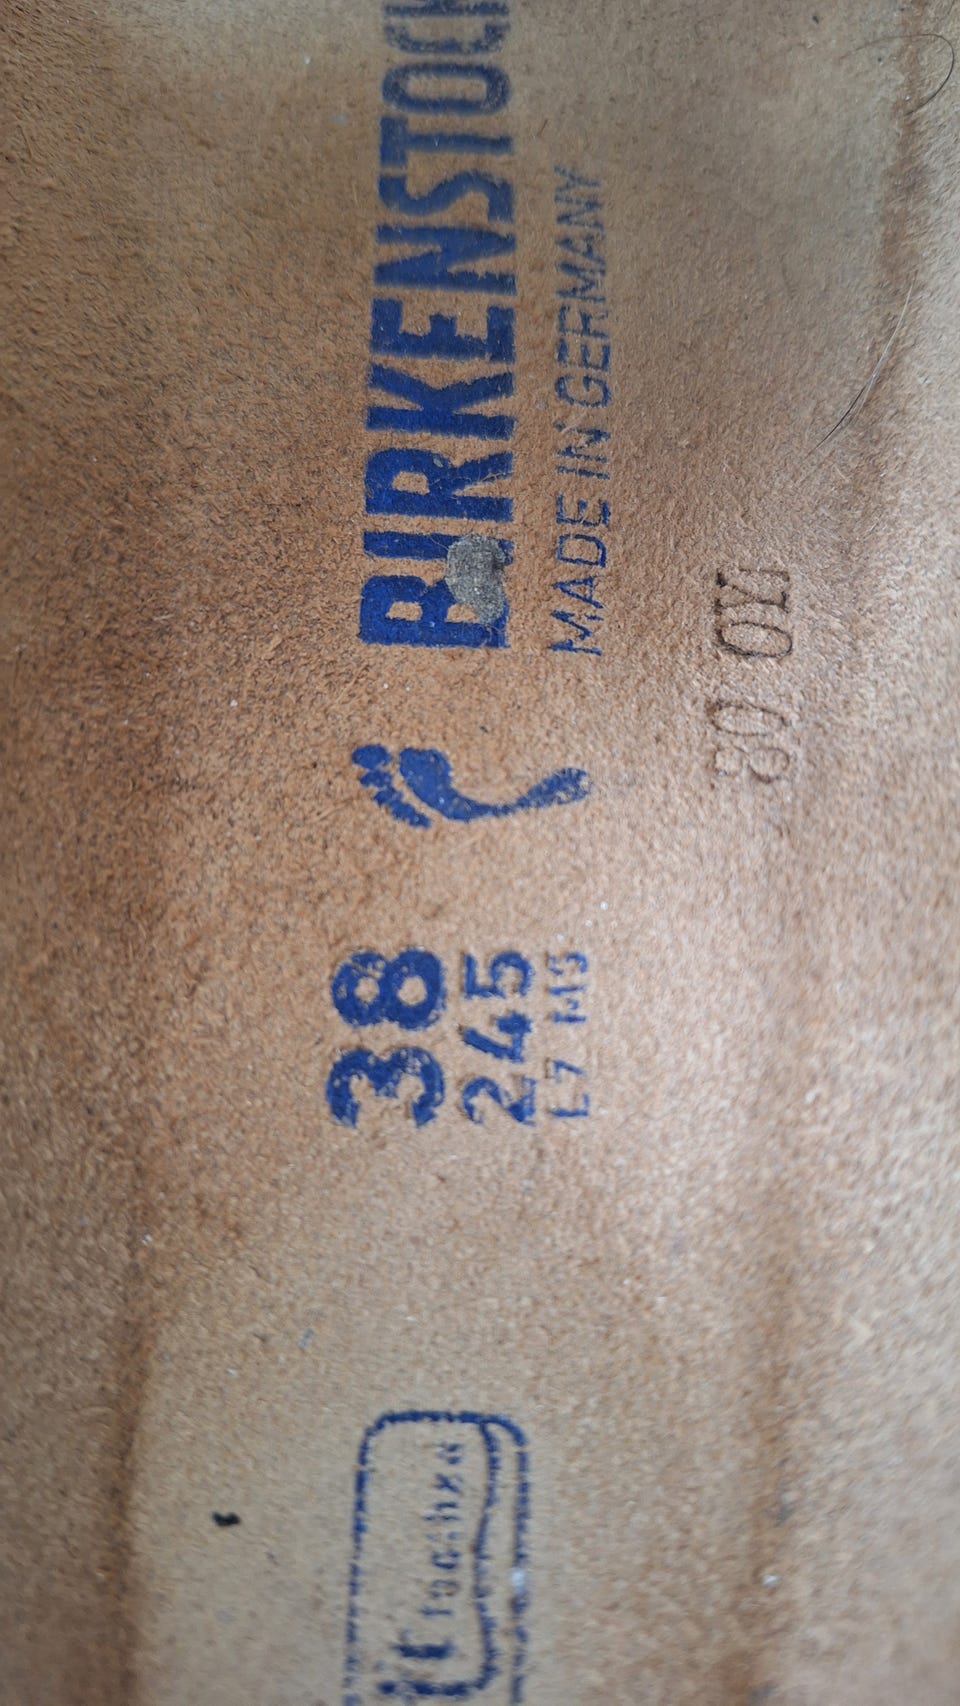 BIRKENSTOCK
MADE IN GERMANY
38
245
L7 M5